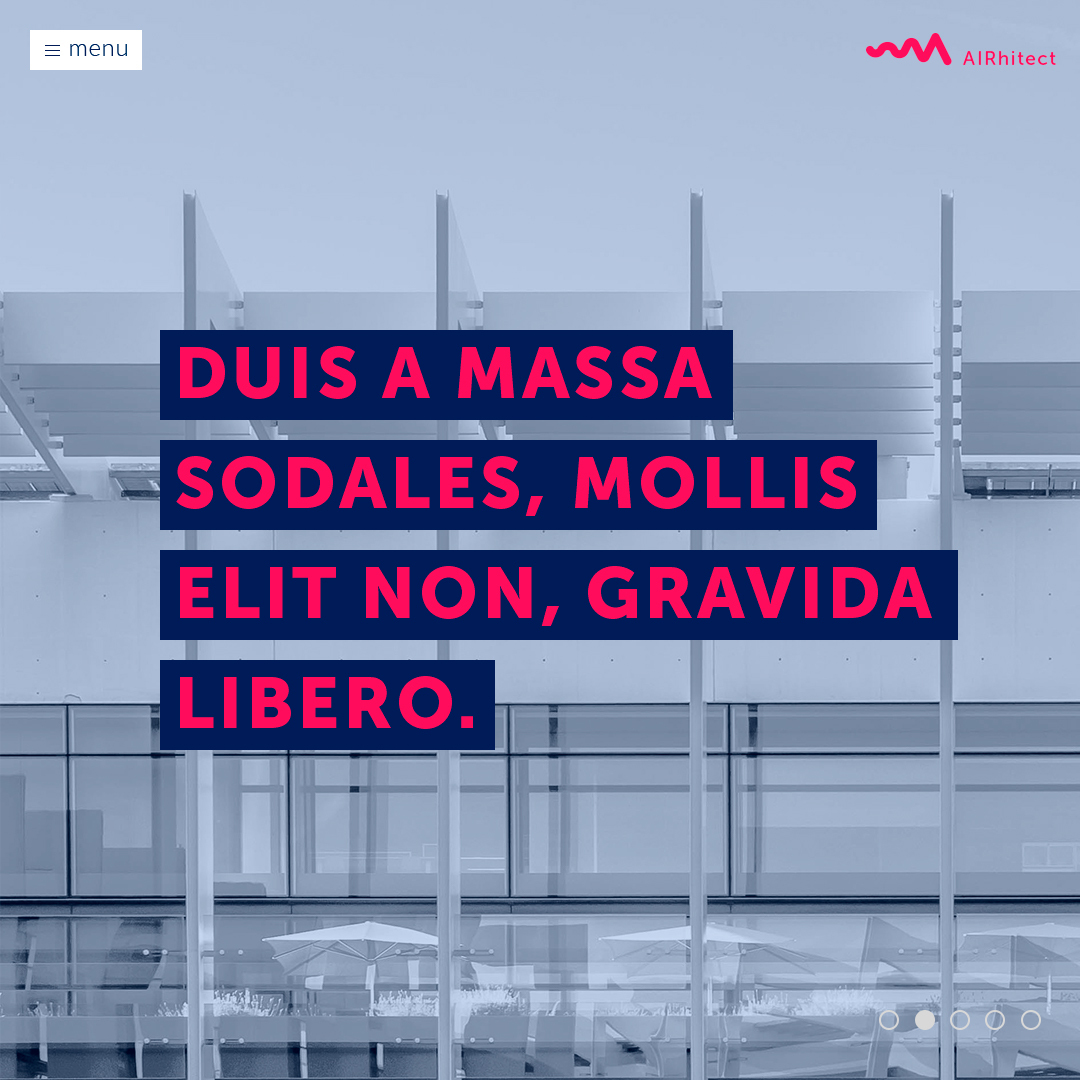 menu
AIRhitect
DUIS A MASSA
SODALES, MOLLIS
ELIT NON, GRAVIDA
LIBERO.